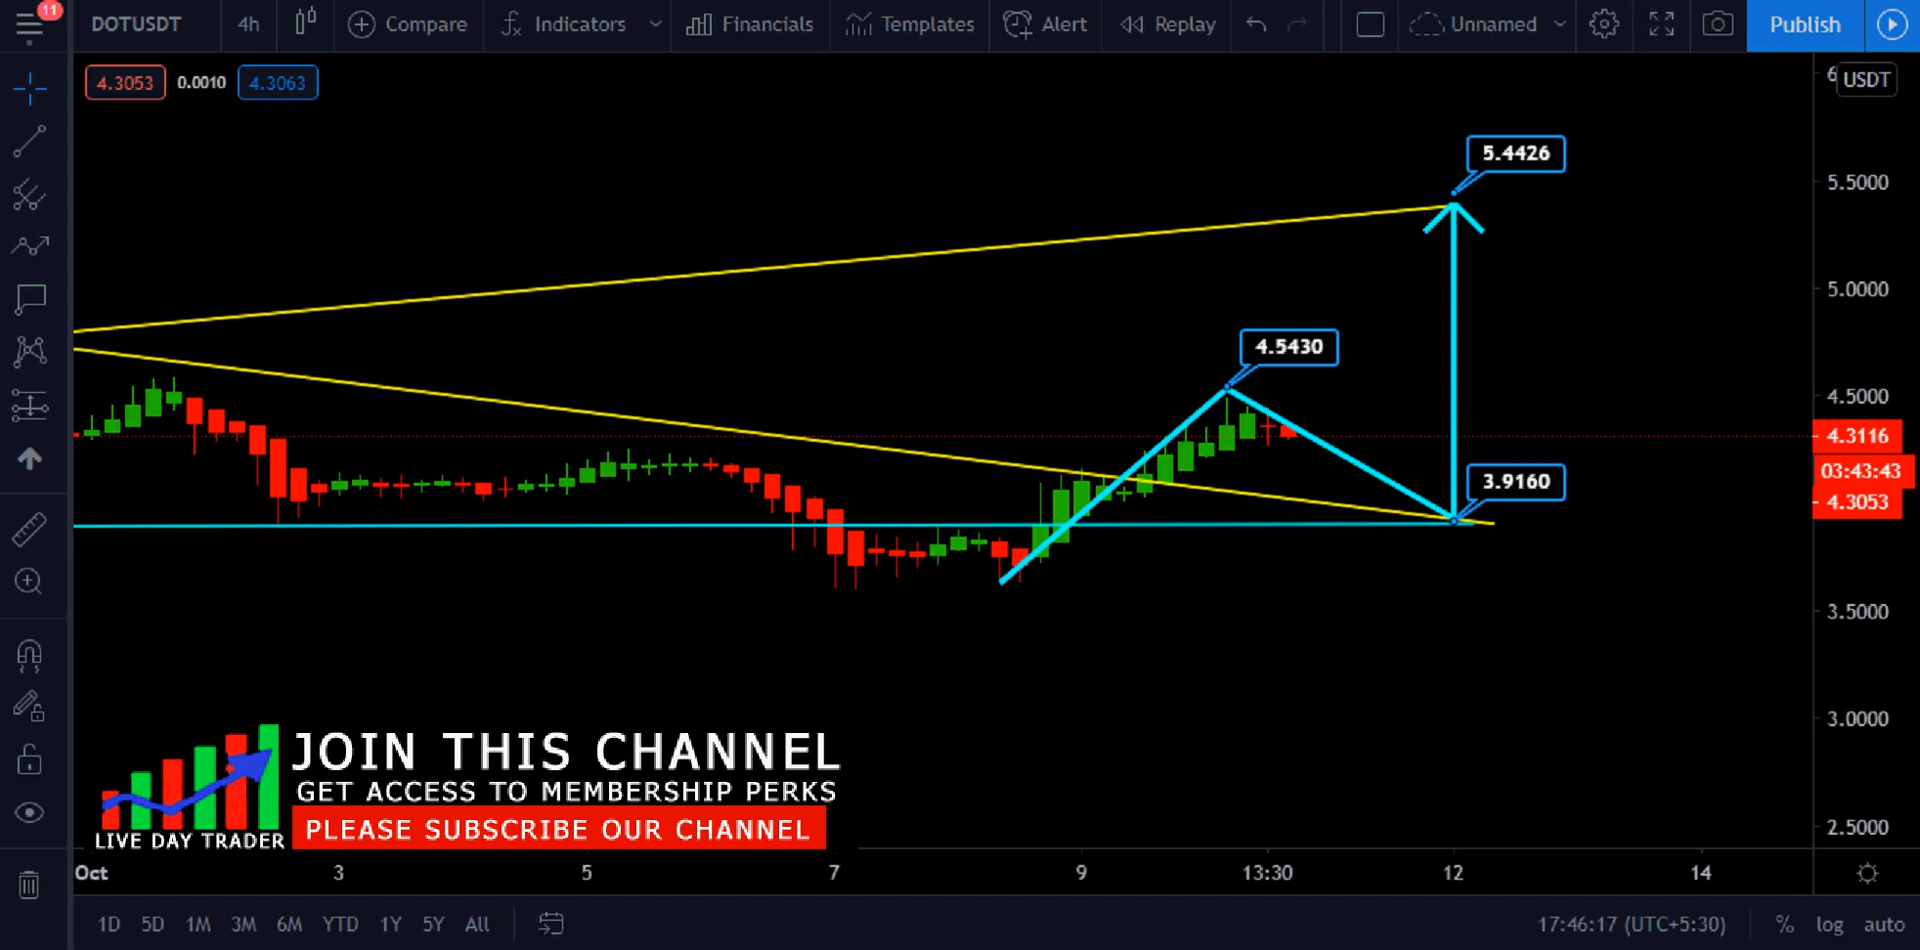 11
DOTUSDT 4h Compare Indicators Financials Templates Alert Replay Unnamed Publish
4.3053 0.0010 4.3063
USDT
5.4426
5.5000
5.0000
4.5430
4.5000
4.3116
03:43:43
4.3053
3.9160
3.5000
3.0000
2.5000
JOIN THIS CHANNEL
GET ACCESS TO MEMBERSHIP PERKS
PLEASE SUBSCRIBE OUR CHANNEL
LIVE DAY TRADER
Oct 3 5 7 9 13:30 12 14
1D 5D 1M 3M 6M YTD 1Y 5Y All 17:46:17 (UTC+5:30) % log auto